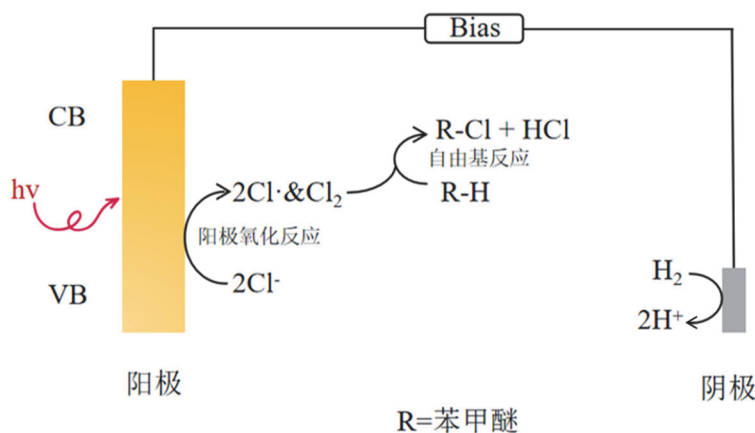 Bias
CB
R-Cl + HCl
自由基反应
hv
2Cl·&Cl₂
R-H
阳极氧化反应
VB
2Cl⁻
H₂
2H⁺
阳极
阴极
R=苯甲醚